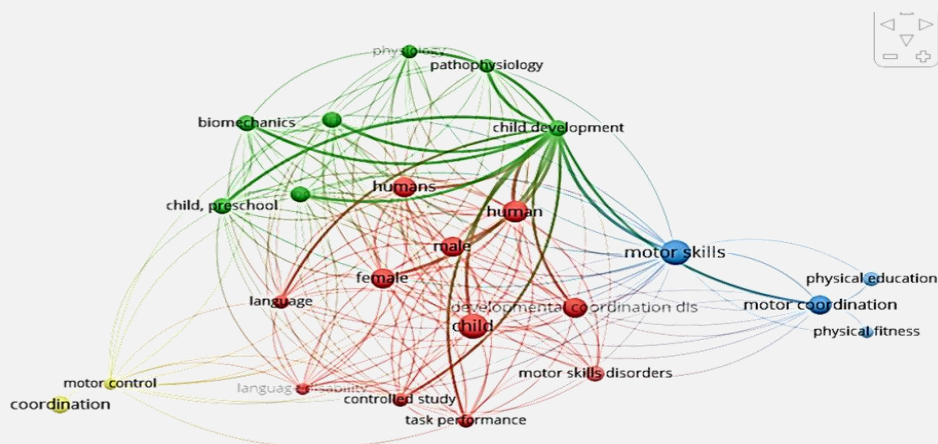 physiology
pathophysiology
biomechanics
child development
humans
child, preschool
human
male
motor skills
female
physical education
language
developmental coordination dis
motor coordination
child
physical fitness
motor skills disorders
motor control
language disability
controlled study
coordination
task performance